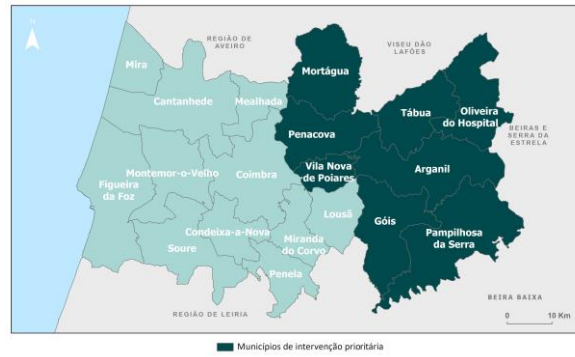 N
REGIÃO DE
AVEIRO
VISEU DÃO
LAFÕES
Mira
Mortágua
Cantanhede
Mealhada
Tábua
Oliveira
do Hospital
BEIRAS E
SERRA DA
ESTRELA
Penacova
Vila Nova
de Poiares
Arganil
Montemor-o-Velho
Coimbra
Figueira
da Foz
Lousã
Góis
Condeixa-a-Nova
Soure
Miranda
do Corvo
Pampilhosa
da Serra
Penela
BEIRA BAIXA
REGIÃO DE LEIRIA
0 10 Km
Municípios de intervenção prioritária